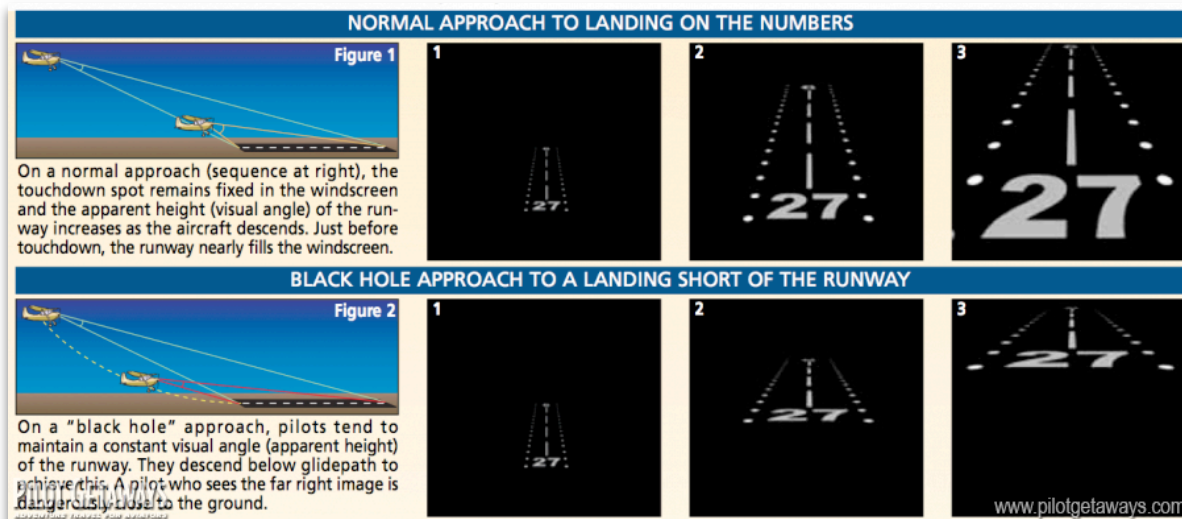 NORMAL APPROACH TO LANDING ON THE NUMBERS
Figure 1
1
2
3
27
27
27
On a normal approach (sequence at right), the
touchdown spot remains fixed in the windscreen
and the apparent height (visual angle) of the run-
way increases as the aircraft descends. Just before
touchdown, the runway nearly fills the windscreen.
BLACK HOLE APPROACH TO A LANDING SHORT OF THE RUNWAY
Figure 2
1
2
3
27
27
27
On a "black hole" approach, pilots tend to
maintain a constant visual angle (apparent height)
of the runway. They descend below glidepath to
achieve this. A pilot who sees the far right image is
dangerously close to the ground.
PILOT GETAWAYS
www.pilotgetaways.com